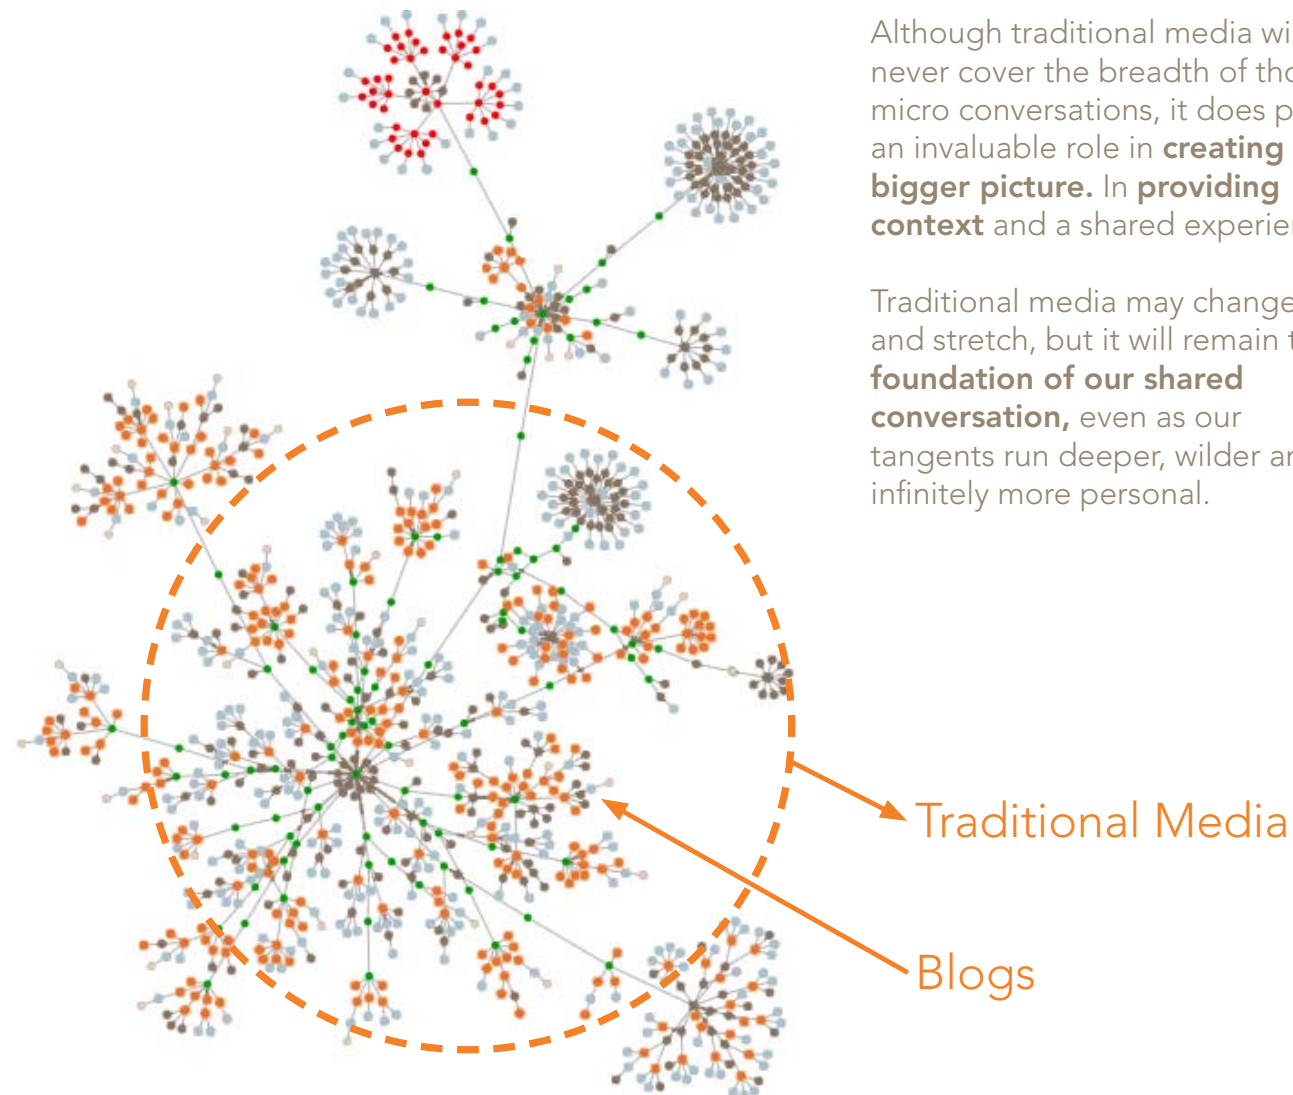 Although traditional media wi
never cover the breadth of tho
micro conversations, it does p
an invaluable role in creating
bigger picture. In providing
context and a shared experien
Traditional media may change
and stretch, but it will remain t
foundation of our shared
conversation, even as our
tangents run deeper, wilder an
infinitely more personal.
Traditional Media
Blogs